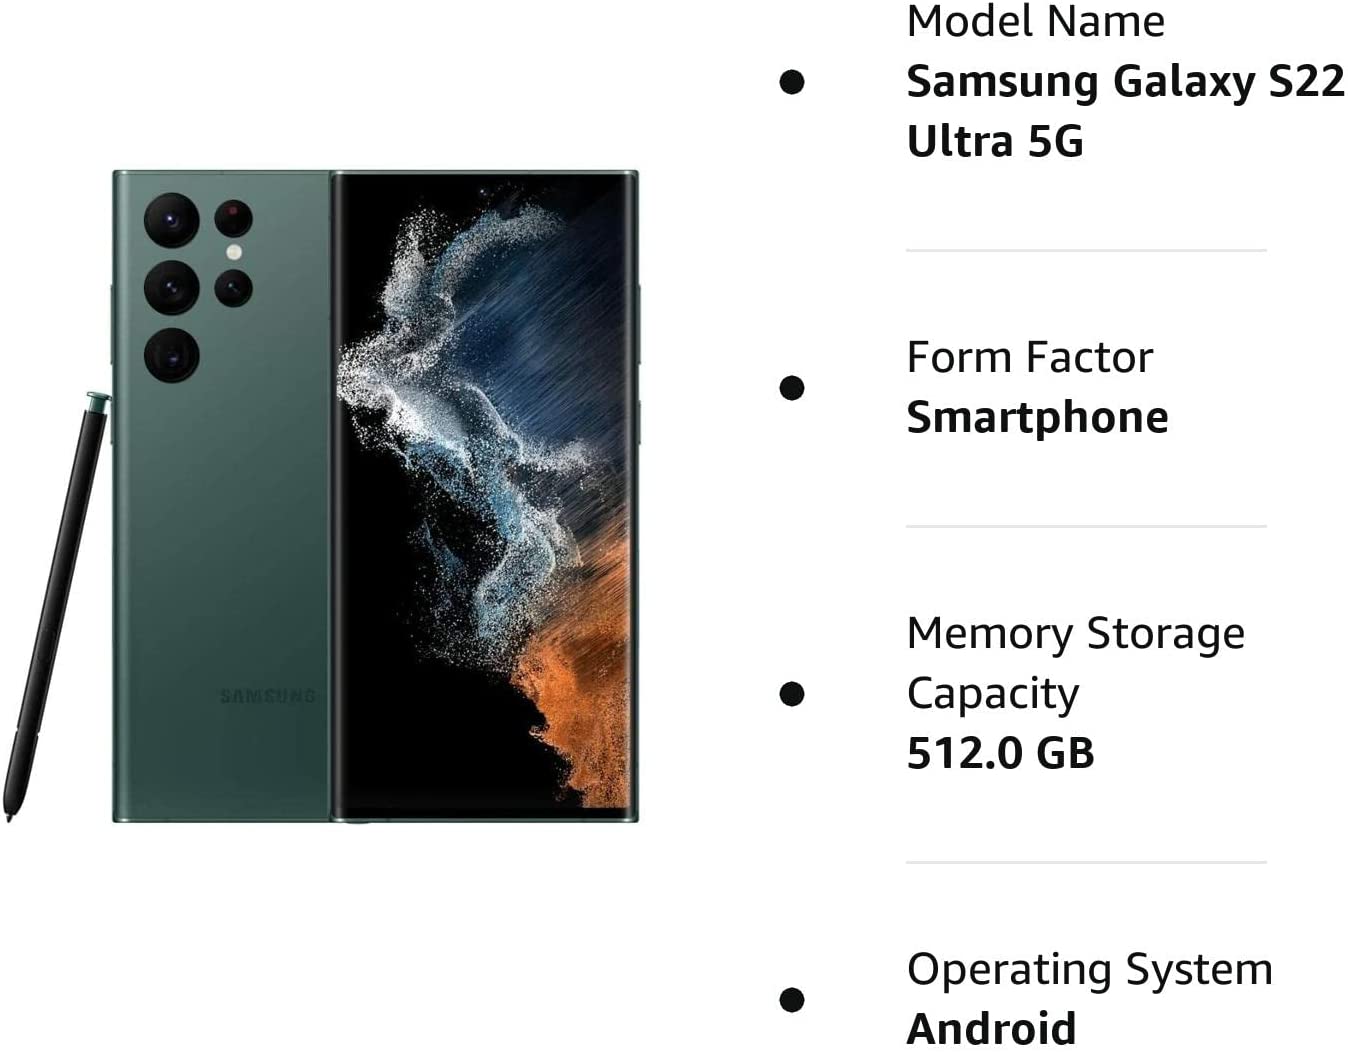 SAMSUNG
Model Name
Samsung Galaxy S22
Ultra 5G
Form Factor
Smartphone
Memory Storage
Capacity
512.0 GB
Operating System
Android